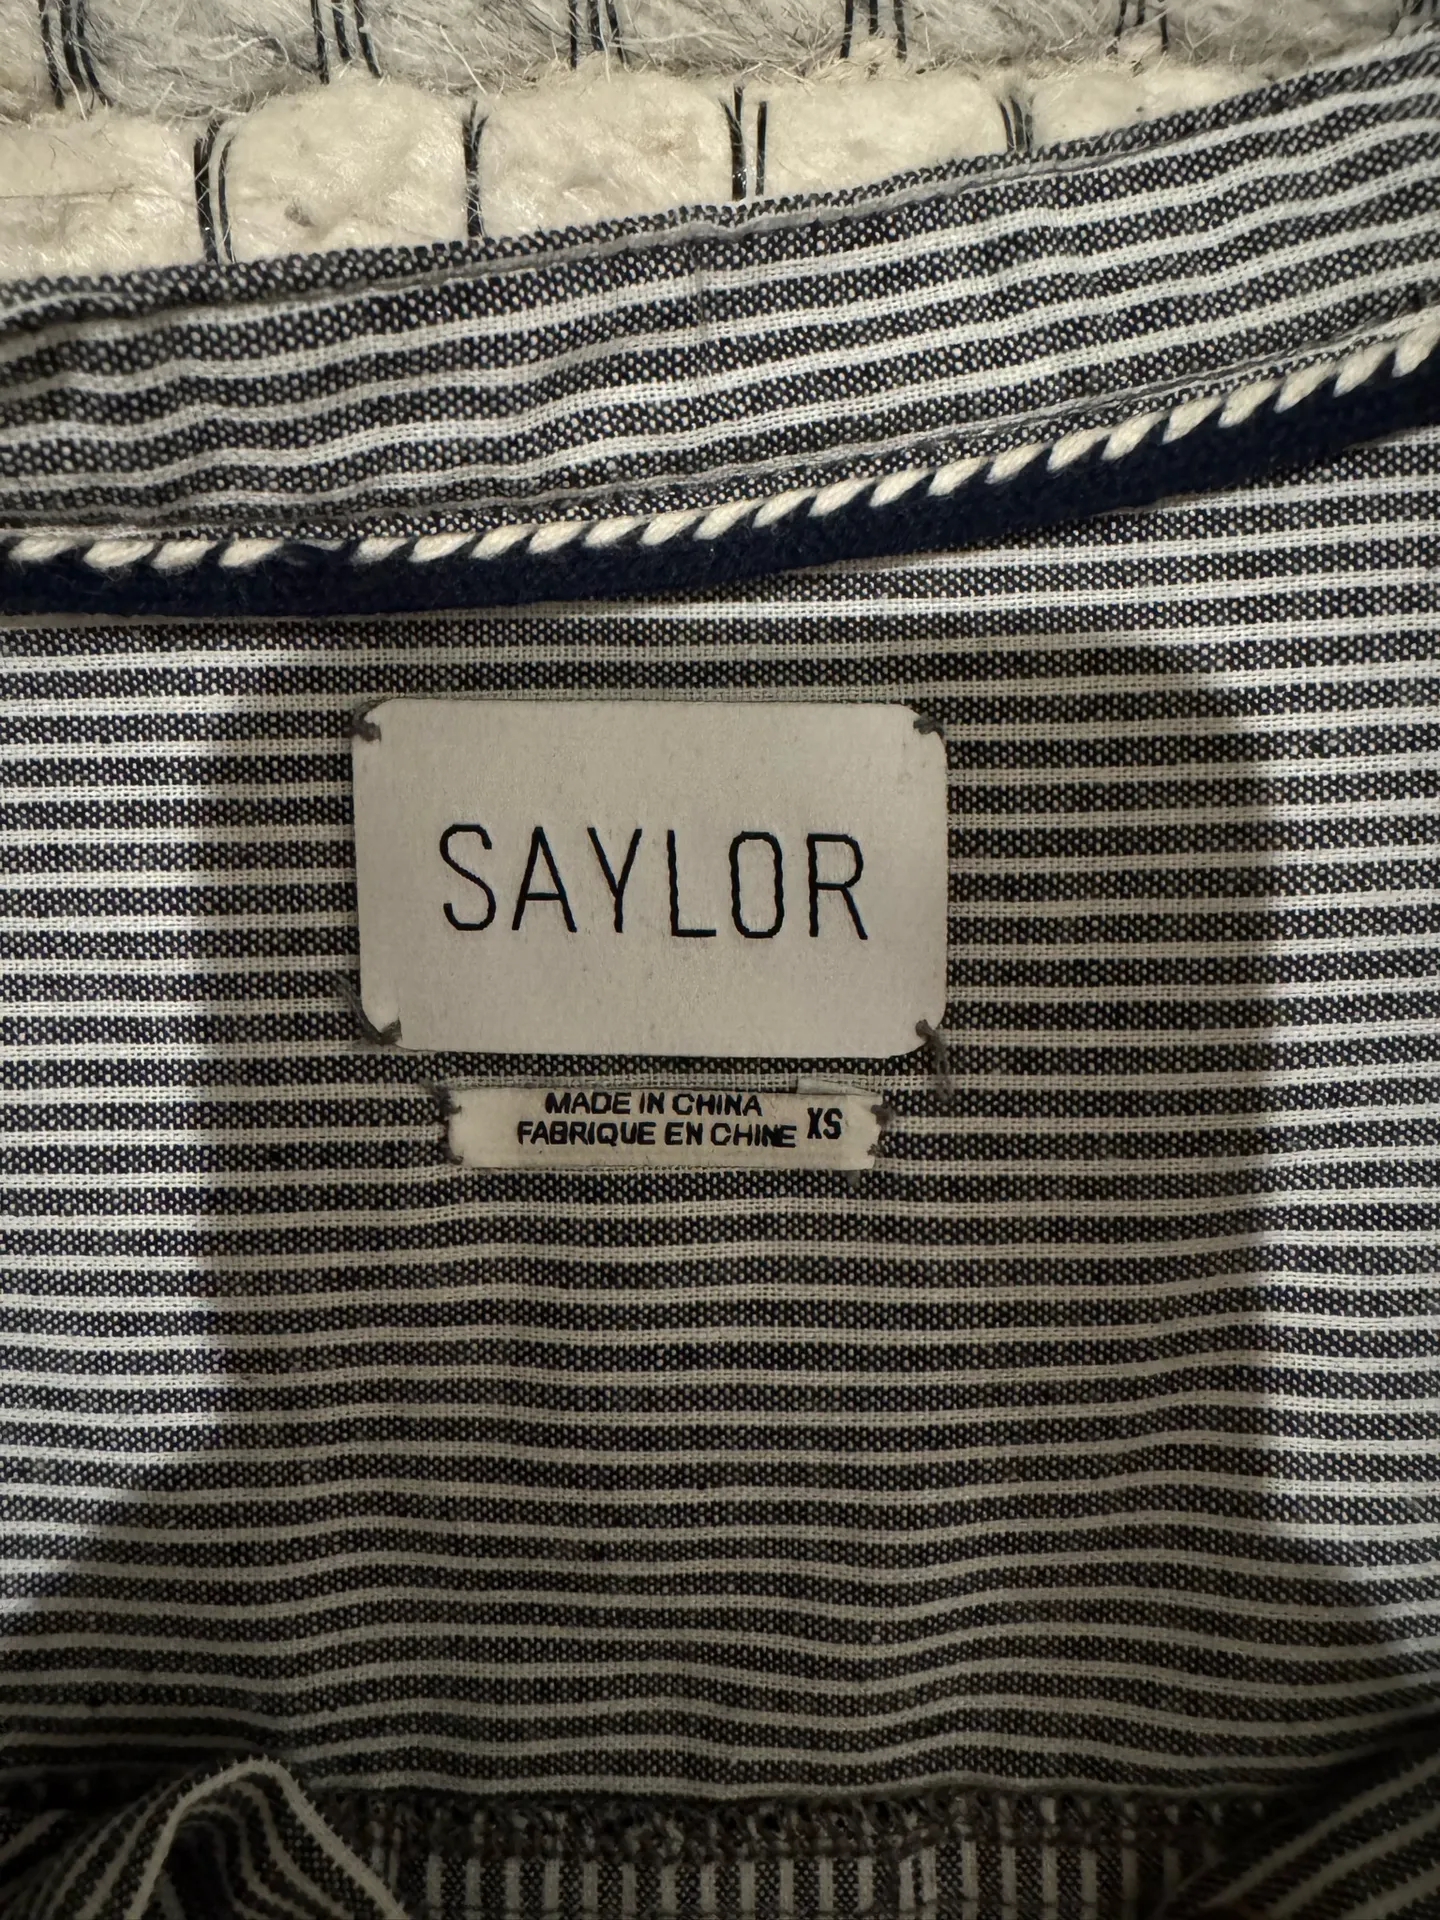 SAYLOR
MADE IN CHINA
FABRIQUE EN CHINE XS